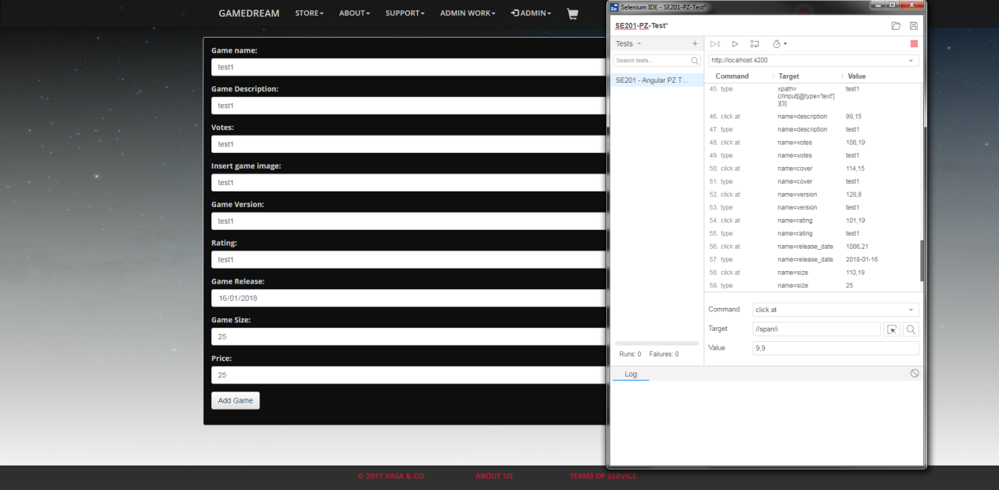 GAMEDREAM STORE ABOUT SUPPORT ADMIN WORK ADMIN
Game name:
test1
Game Description:
test1
Votes:
test1
Insert game image:
test1
Game Version:
test1
Rating:
test1
Game Release:
16/01/2018
Game Size:
25
Price:
25
Add Game
© 2017 VASA & CO ABOUT US TERMS OF SERVICE
Selenium IDE - SE201-PZ-Test*
SE201-PZ-Test*
Tests +
Search tests...
SE201 - Angular PZ T...
Runs: 0 Failures: 0
http://localhost:4200
Command Target Value
45. type xpath= test1
(//input[@type='text']
)[3]
46. click at name=description 99,15
47. type name=description test1
48. click at name=votes 108,19
49. type name=votes test1
50. click at name=cover 114,15
51. type name=cover test1
52. click at name=version 128,8
53. type name=version test1
54. click at name=rating 101,19
55. type name=rating test1
56. click at name=release_date 1086,21
57. type name=release_date 2018-01-16
58. click at name=size 110,19
59. type name=size 25
Command click at
Target //span/i
Value 9,9
Log